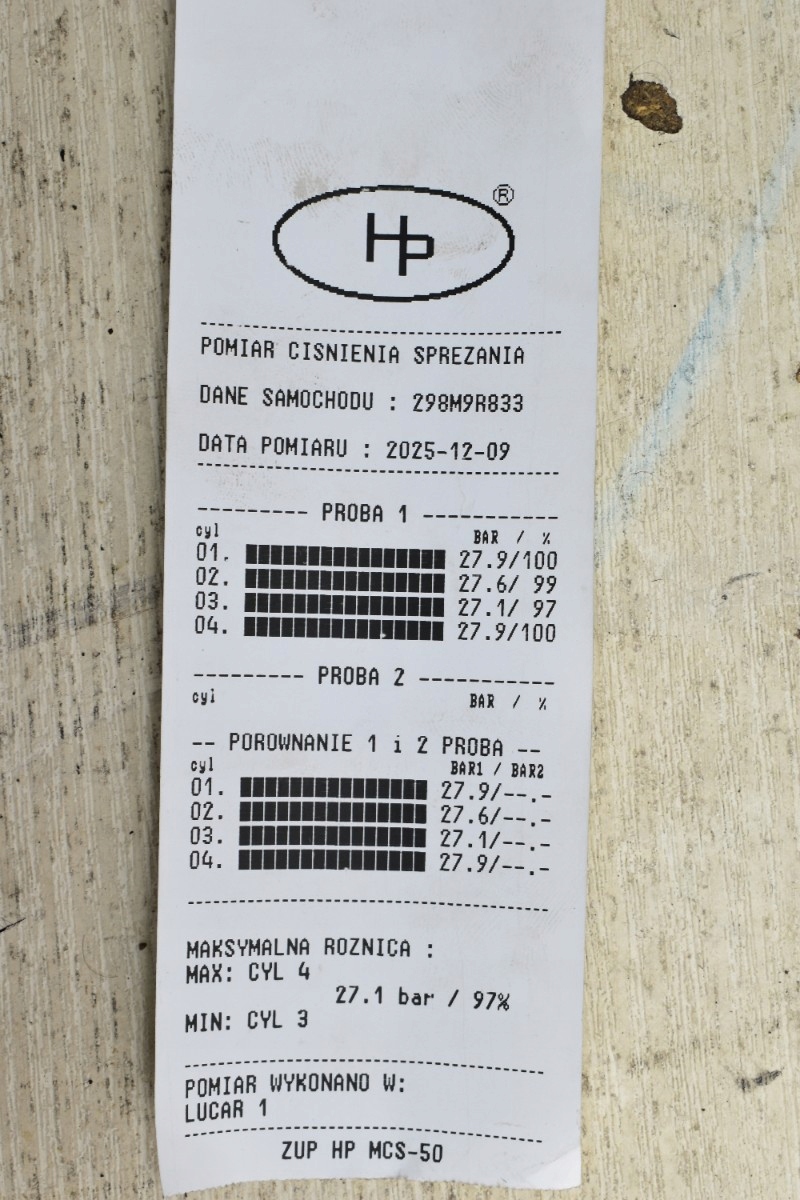 HP ®
POMIAR CISNIENIA SPREZANIA
DANE SAMOCHODU : 298M9R833
DATA POMIARU : 2025-12-09
--------- PROBA 1 -----------
cyl BAR / %
01. 27.9/100
02. 27.6/ 99
03. 27.1/ 97
04. 27.9/100
--------- PROBA 2 -----------
cyl BAR / %
-- POROWNANIE 1 i 2 PROBA --
cyl BAR1 / BAR2
01. 27.9/--.-
02. 27.6/--.-
03. 27.1/--.-
04. 27.9/--.-
MAKSYMALNA ROZNICA :
MAX: CYL 4
27.1 bar / 97%
MIN: CYL 3
POMIAR WYKONANO W:
LUCAR 1
ZUP HP MCS-50